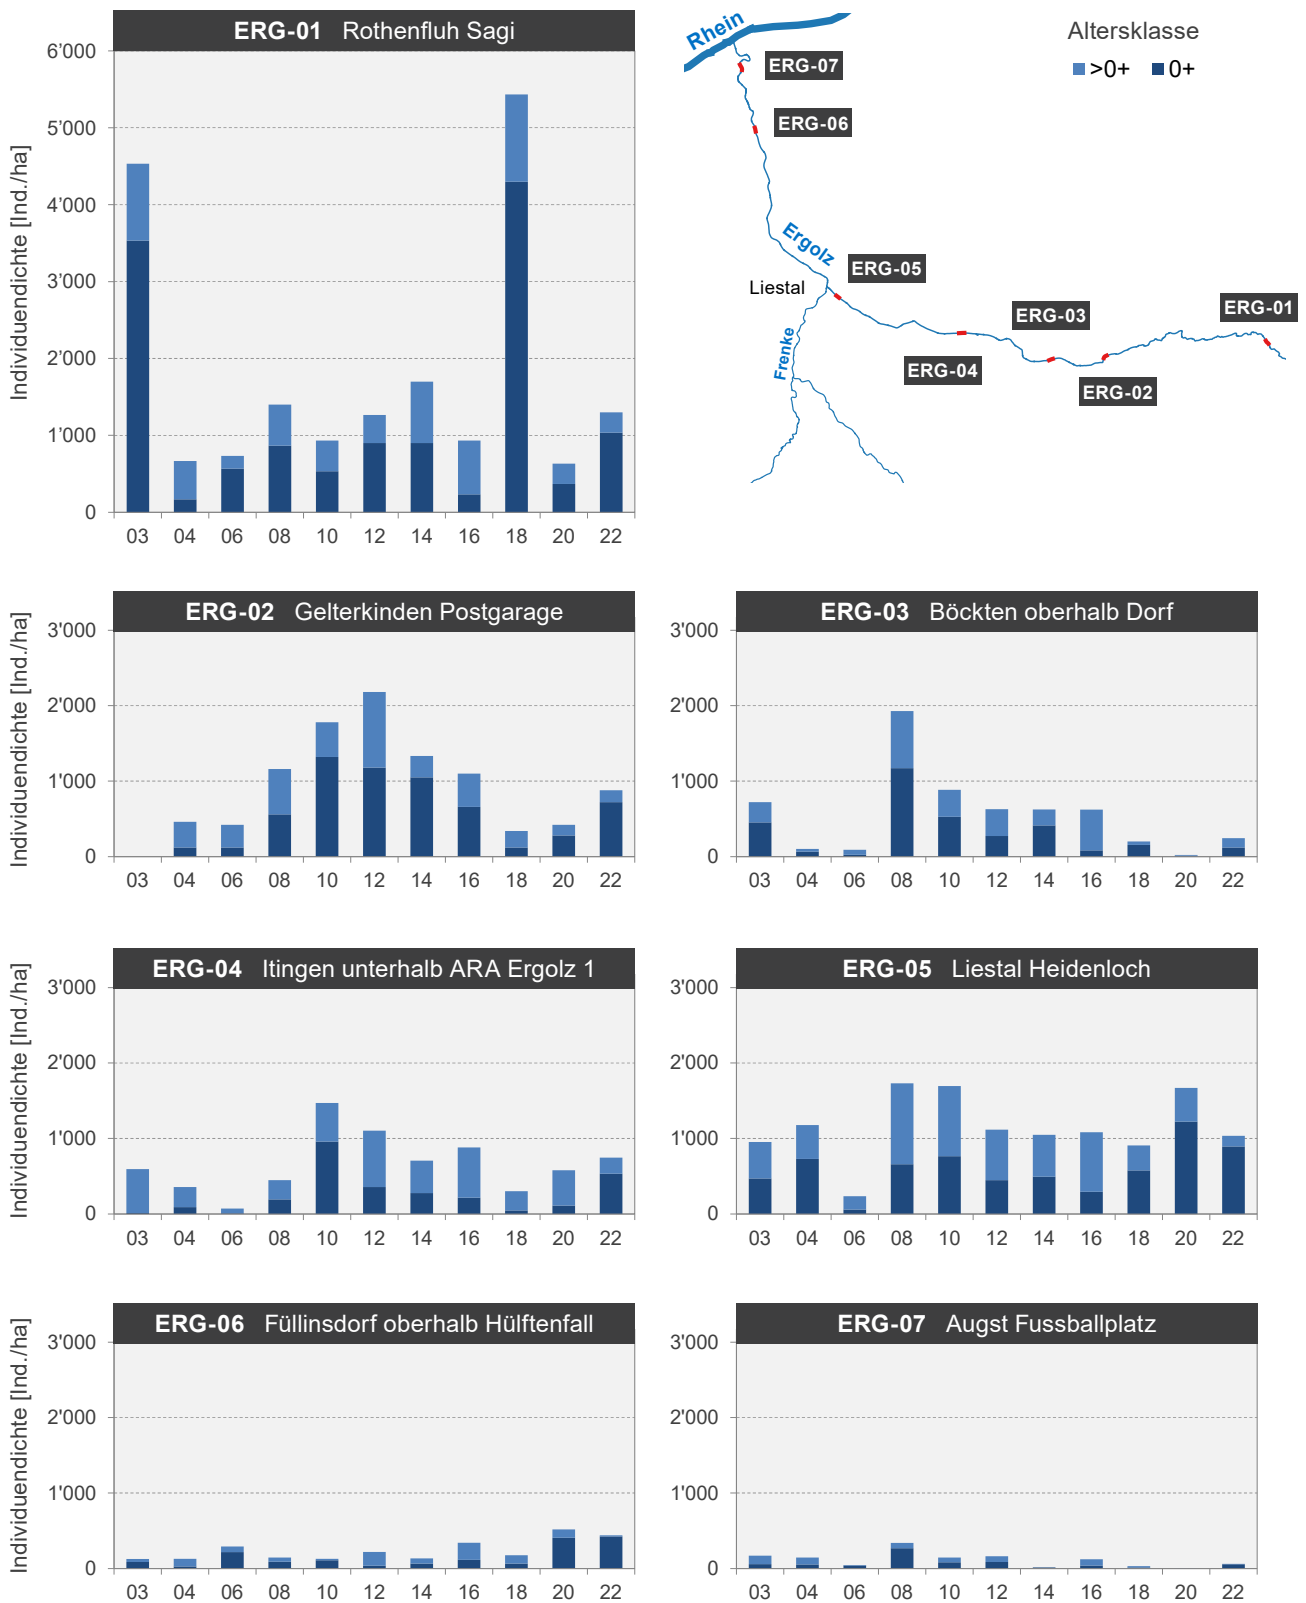 ERG-01 Rothenfluh Sagi
Individuendichte [Ind./ha]
6’000
5’000
4’000
3’000
2’000
1’000
0
03 04 06 08 10 12 14 16 18 20 22
Altersklasse
>0+ 0+
Rhein
ERG-07
ERG-06
Ergolz
ERG-05
Liestal
ERG-03
ERG-01
Frenke
ERG-04
ERG-02
ERG-02 Gelterkinden Postgarage
Individuendichte [Ind./ha]
3'000
2'000
1'000
0
03 04 06 08 10 12 14 16 18 20 22
ERG-03 Böckten oberhalb Dorf
3'000
2'000
1'000
0
03 04 06 08 10 12 14 16 18 20 22
ERG-04 Itingen unterhalb ARA Ergolz 1
Individuendichte [Ind./ha]
3'000
2'000
1'000
0
03 04 06 08 10 12 14 16 18 20 22
ERG-05 Liestal Heidenloch
3'000
2'000
1'000
0
03 04 06 08 10 12 14 16 18 20 22
ERG-06 Füllinsdorf oberhalb Hülftenfall
Individuendichte [Ind./ha]
3'000
2'000
1'000
0
03 04 06 08 10 12 14 16 18 20 22
ERG-07 Augst Fussballplatz
3'000
2'000
1'000
0
03 04 06 08 10 12 14 16 18 20 22